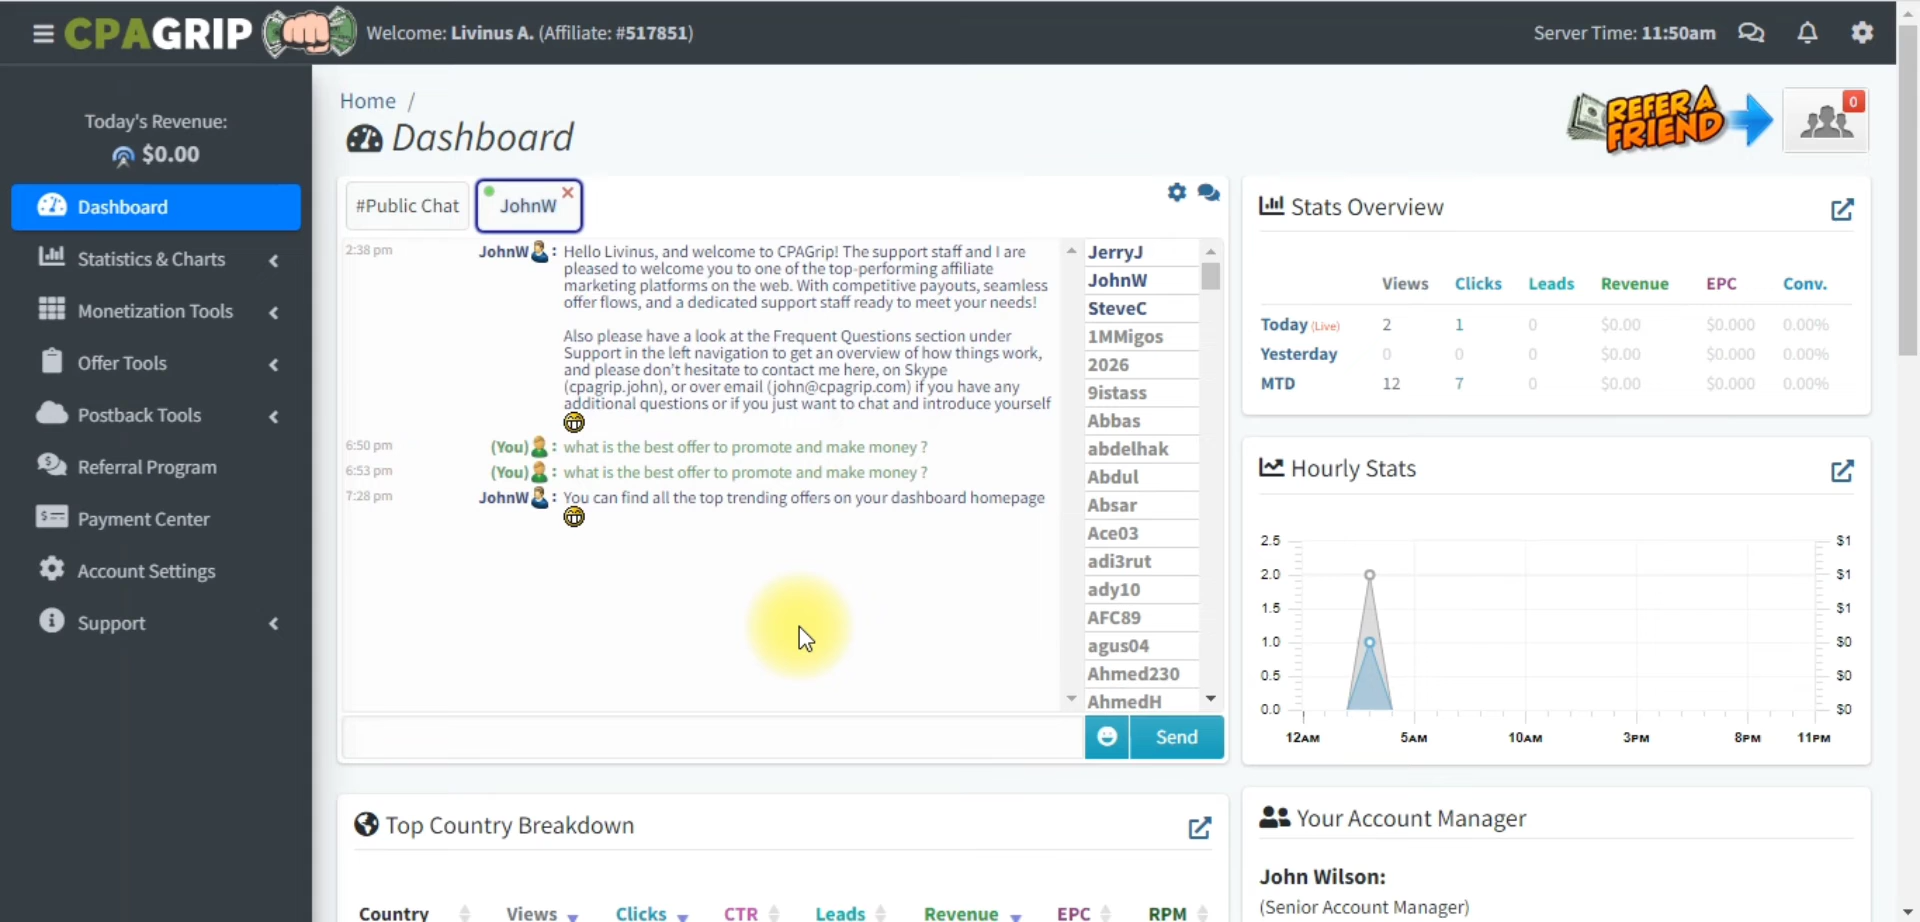 CPAGRIP
Welcome: Livinus A. (Affiliate: #517851)
Server Time: 11:50am
Today's Revenue:
$0.00
Dashboard
Statistics & Charts
Monetization Tools
Offer Tools
Postback Tools
Referral Program
Payment Center
Account Settings
Support
Home /
Dashboard
REFER A
FRIEND
0
#Public Chat
JohnW
2:38 pm JohnW : Hello Livinus, and welcome to CPAGrip! The support staff and I are
pleased to welcome you to one of the top-performing affiliate
marketing platforms on the web. With competitive payouts, seamless
offer flows, and a dedicated support staff ready to meet your needs!
Also please have a look at the Frequent Questions section under
Support in the left navigation to get an overview of how things work,
and please don't hesitate to contact me here, on Skype
(cpagrip.john), or over email (john@cpagrip.com) if you have any
additional questions or if you just want to chat and introduce yourself
6:50 pm (You) : what is the best offer to promote and make money ?
6:53 pm (You) : what is the best offer to promote and make money ?
7:28 pm JohnW : You can find all the top trending offers on your dashboard homepage
JerryJ
JohnW
SteveC
1MMigos
2026
9istass
Abbas
abdelhak
Abdul
Absar
Ace03
adi3rut
ady10
AFC89
agus04
Ahmed230
AhmedH
Send
Stats Overview
Views Clicks Leads Revenue EPC Conv.
Today (Live) 2 1 0 $0.00 $0.000 0.00%
Yesterday 0 0 0 $0.00 $0.000 0.00%
MTD 12 7 0 $0.00 $0.000 0.00%
Hourly Stats
2.5 $1
2.0 $1
1.5 $1
1.0 $0
0.5 $0
0.0 $0
12AM 5AM 10AM 3PM 8PM 11PM
Top Country Breakdown
Country Views Clicks CTR Leads Revenue EPC RPM
Your Account Manager
John Wilson:
(Senior Account Manager)